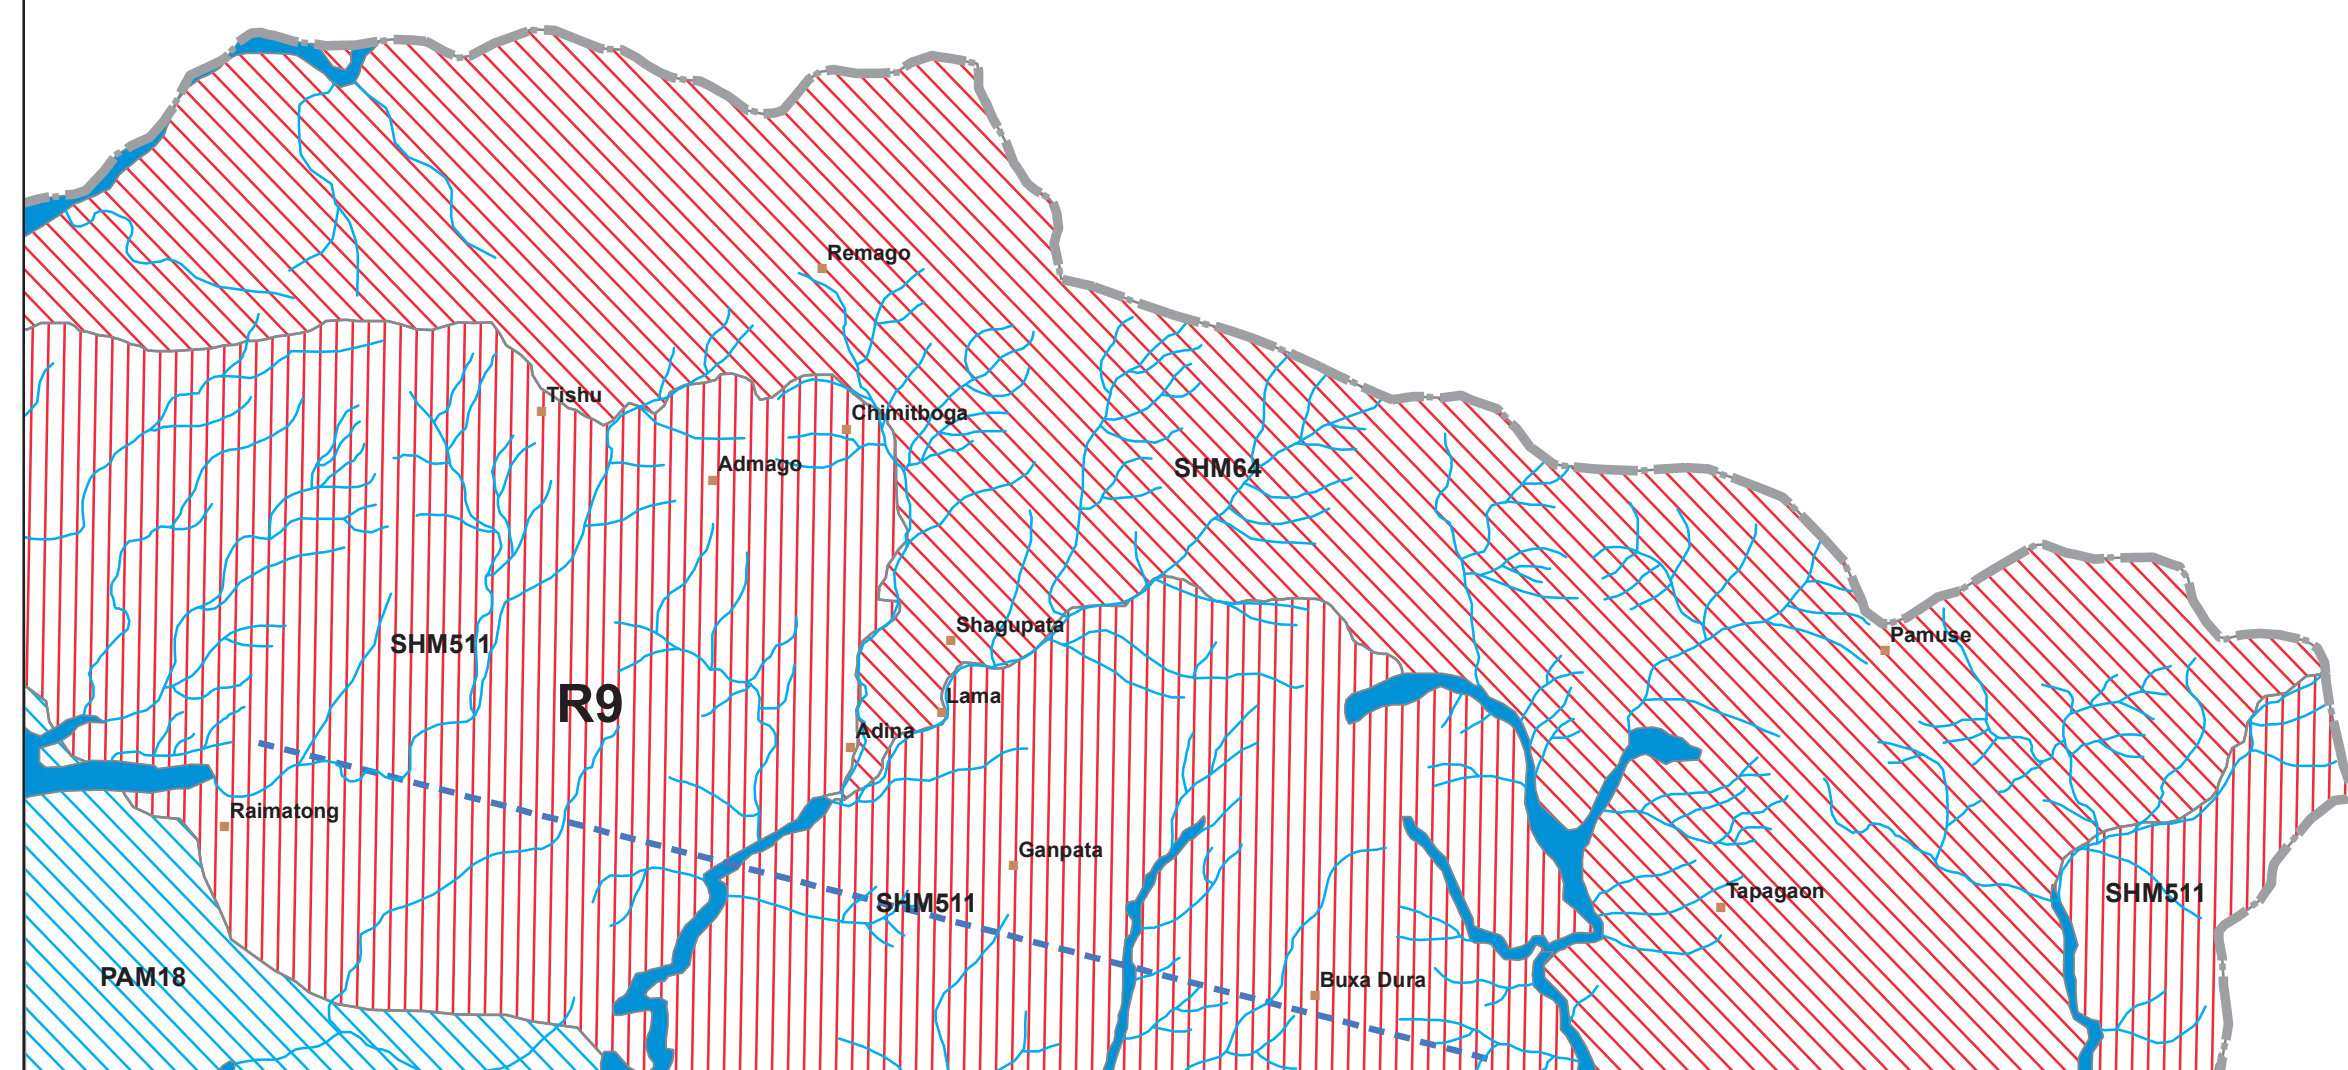 Remago
Tishu
Chimitboga
Admago
SHM64
Shagupata
Pamuse
SHM511
R9
Lama
Adina
Raimatong
Ganpata
SHM511
Tapagaon
SHM511
PAM18
Buxa Dura